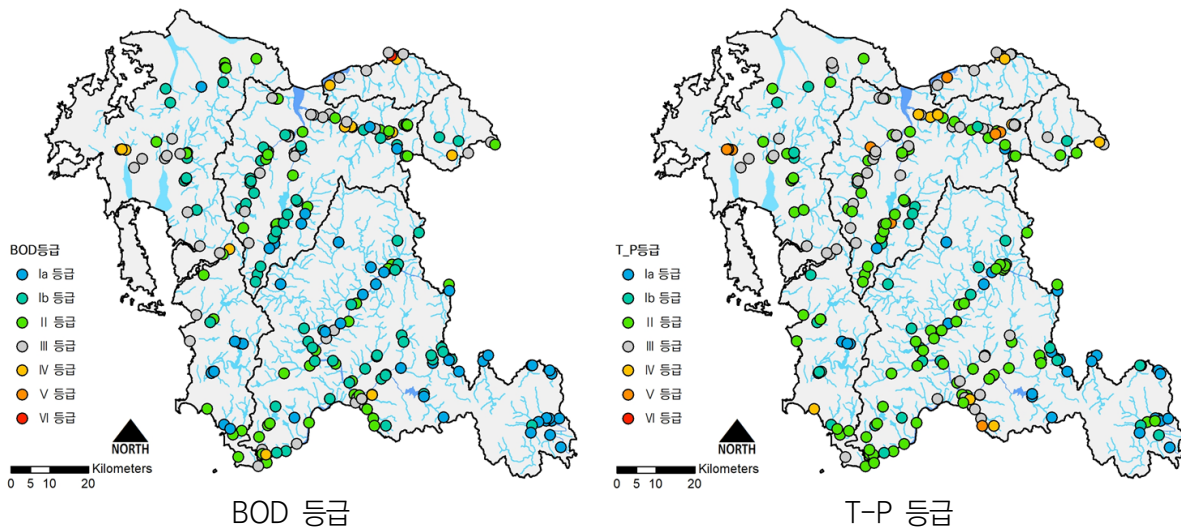 BOD등급
Ia 등급
Ib 등급
II 등급
III 등급
IV 등급
V 등급
VI 등급
NORTH
Kilometers
0 5 10 20
BOD 등급
T_P등급
Ia 등급
Ib 등급
II 등급
III 등급
IV 등급
V 등급
VI 등급
NORTH
Kilometers
0 5 10 20
T-P 등급